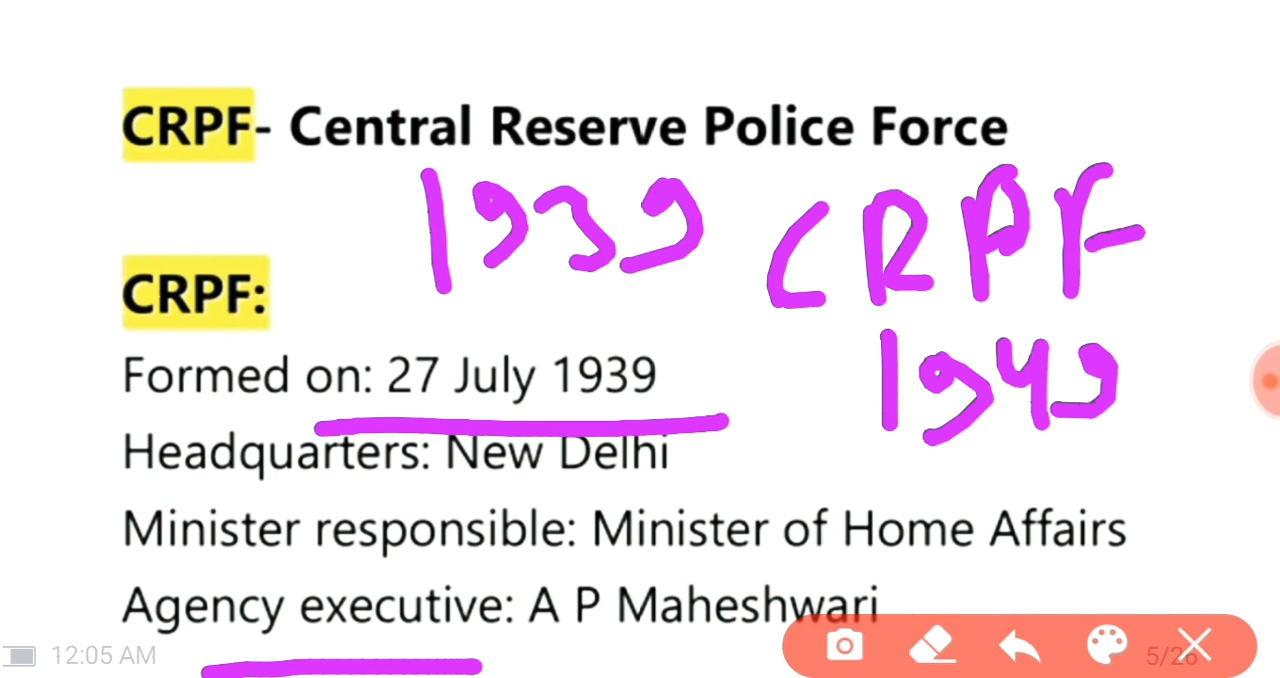 CRPF- Central Reserve Police Force
1939 CRPF
CRPF:
1949
Formed on: 27 July 1939
Headquarters: New Delhi
Minister responsible: Minister of Home Affairs
Agency executive: A P Maheshwari
12:05 AM
5/26